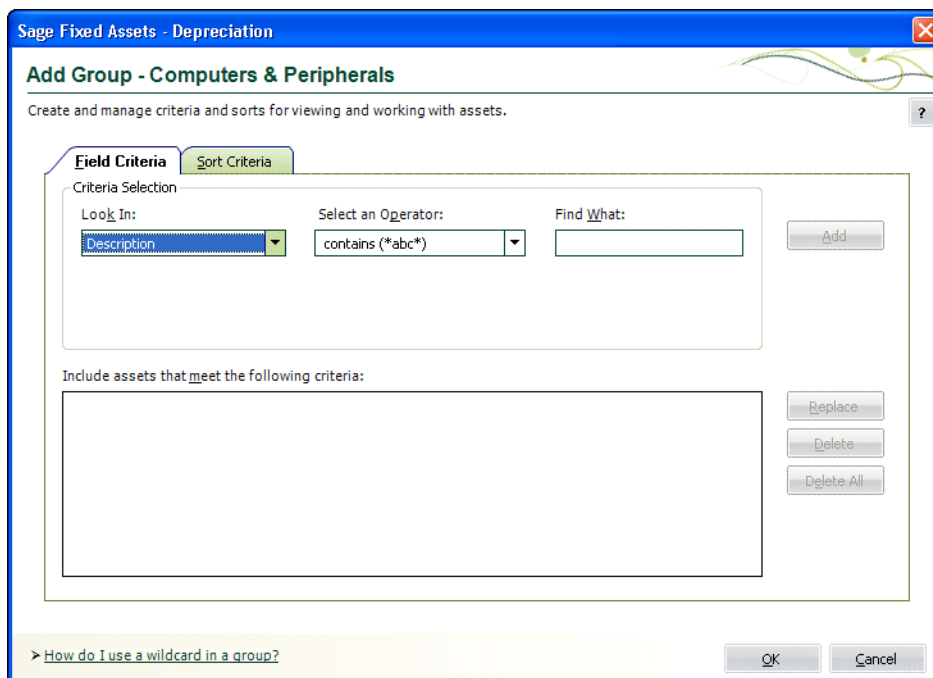 Sage Fixed Assets - Depreciation
Add Group - Computers & Peripherals
Create and manage criteria and sorts for viewing and working with assets.
?
Field Criteria
Sort Criteria
Criteria Selection
Look In:
Select an Operator:
Find What:
Description
contains (*abc*)
Add
Include assets that meet the following criteria:
Replace
Delete
Delete All
➤ How do I use a wildcard in a group?
OK
Cancel